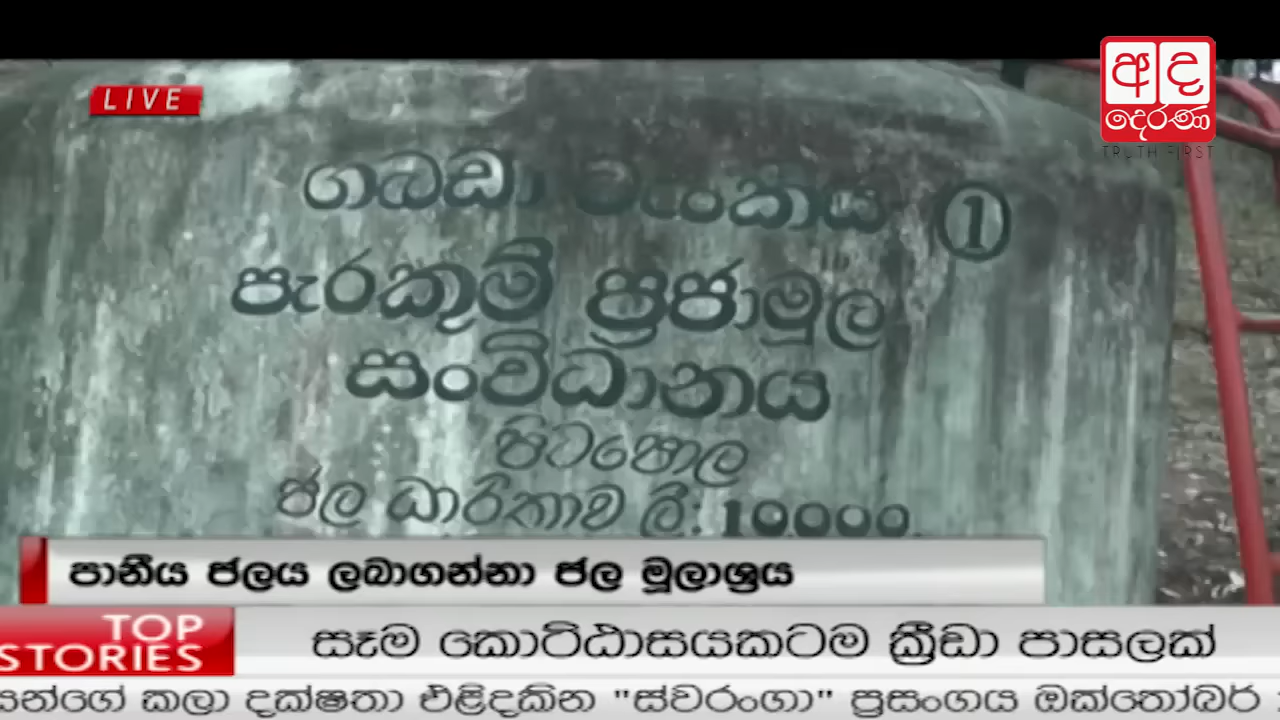 LIVE
අද
දෙරණ
TRUTH FIRST
ගබඩා ටැංකිය 1
පැරකුම් ප්‍රජාමූල
සංවිධානය
පිටපොල
ජල ධාරිතාව ලී: 10000
පානීය ජලය ලබාගන්නා ජල මූලාශ්‍රය
TOP STORIES
සෑම කොට්ඨාසයකටම ක්‍රීඩා පාසලක්
සන්ගේ කලා දක්ෂතා එළිදකින "ස්වරංගා" ප්‍රසංගය ඔක්තෝබර්